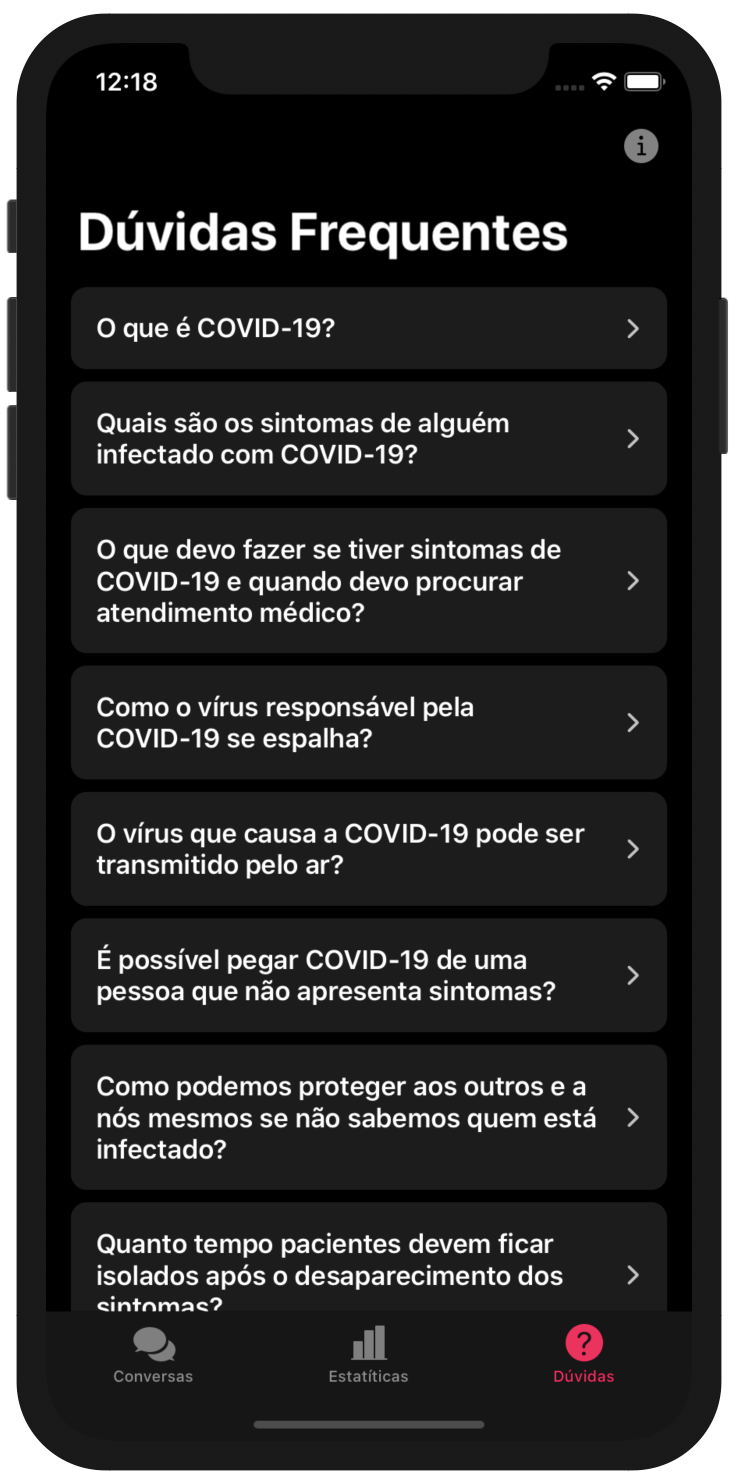 12:18
Dúvidas Frequentes
O que é COVID-19?
Quais são os sintomas de alguém
infectado com COVID-19?
O que devo fazer se tiver sintomas de
COVID-19 e quando devo procurar
atendimento médico?
Como o vírus responsável pela
COVID-19 se espalha?
O vírus que causa a COVID-19 pode ser
transmitido pelo ar?
É possível pegar COVID-19 de uma
pessoa que não apresenta sintomas?
Como podemos proteger aos outros e a
nós mesmos se não sabemos quem está
infectado?
Quanto tempo pacientes devem ficar
isolados após o desaparecimento dos
sintomas?
Conversas
Estatíticas
Dúvidas